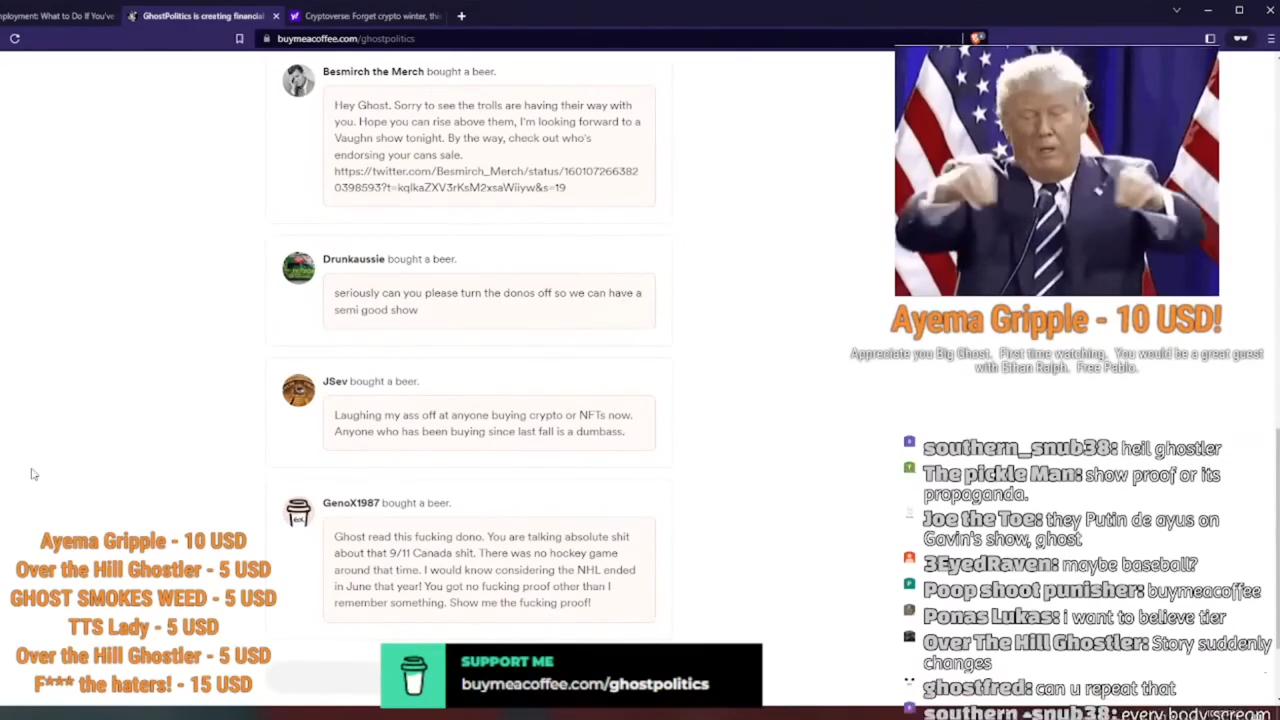 mployment: What to Do If You've
GhostPolitics is creating financial
Cryptoverse: Forget crypto winter, this
buymeacoffee.com/ghostpolitics
Besmirch the Merch bought a beer.
Hey Ghost. Sorry to see the trolls are having their way with
you. Hope you can rise above them, I'm looking forward to a
Vaughn show tonight. By the way, check out who's
endorsing your cans sale.
https://twitter.com/Besmirch_Merch/status/160107266382
0398593?t=kqlkaZXV3rKsM2xsaWiiyw&s=19
Drunkaussie bought a beer.
seriously can you please turn the donos off so we can have a
semi good show
JSev bought a beer.
Laughing my ass off at anyone buying crypto or NFTs now.
Anyone who has been buying since last fall is a dumbass.
GenoX1987 bought a beer.
Ghost read this fucking dono. You are talking absolute shit
about that 9/11 Canada shit. There was no hockey game
around that time. I would know considering the NHL ended
in June that year! You got no fucking proof other than I
remember something. Show me the fucking proof!
Ayema Gripple - 10 USD
Over the Hill Ghostler - 5 USD
GHOST SMOKES WEED - 5 USD
TTS Lady - 5 USD
Over the Hill Ghostler - 5 USD
F*** the haters! - 15 USD
SUPPORT ME
buymeacoffee.com/ghostpolitics
Ayema Gripple - 10 USD!
Appreciate you Big Ghost. First time watching. You would be a great guest
with Ethan Ralph. Free Pablo.
southern_snub38: heil ghostler
The pickle Man: show proof or its
propaganda.
Joe the Toe: they Putin de ayus on
Gavin's show, ghost
3EyedRaven: maybe baseball?
Poop shoot punisher: buymeacoffee
Ponas Lukas: i want to believe tier
Over The Hill Ghostler: Story suddenly
changes
ghostfred: can u repeat that
southern_snub38: every body scream